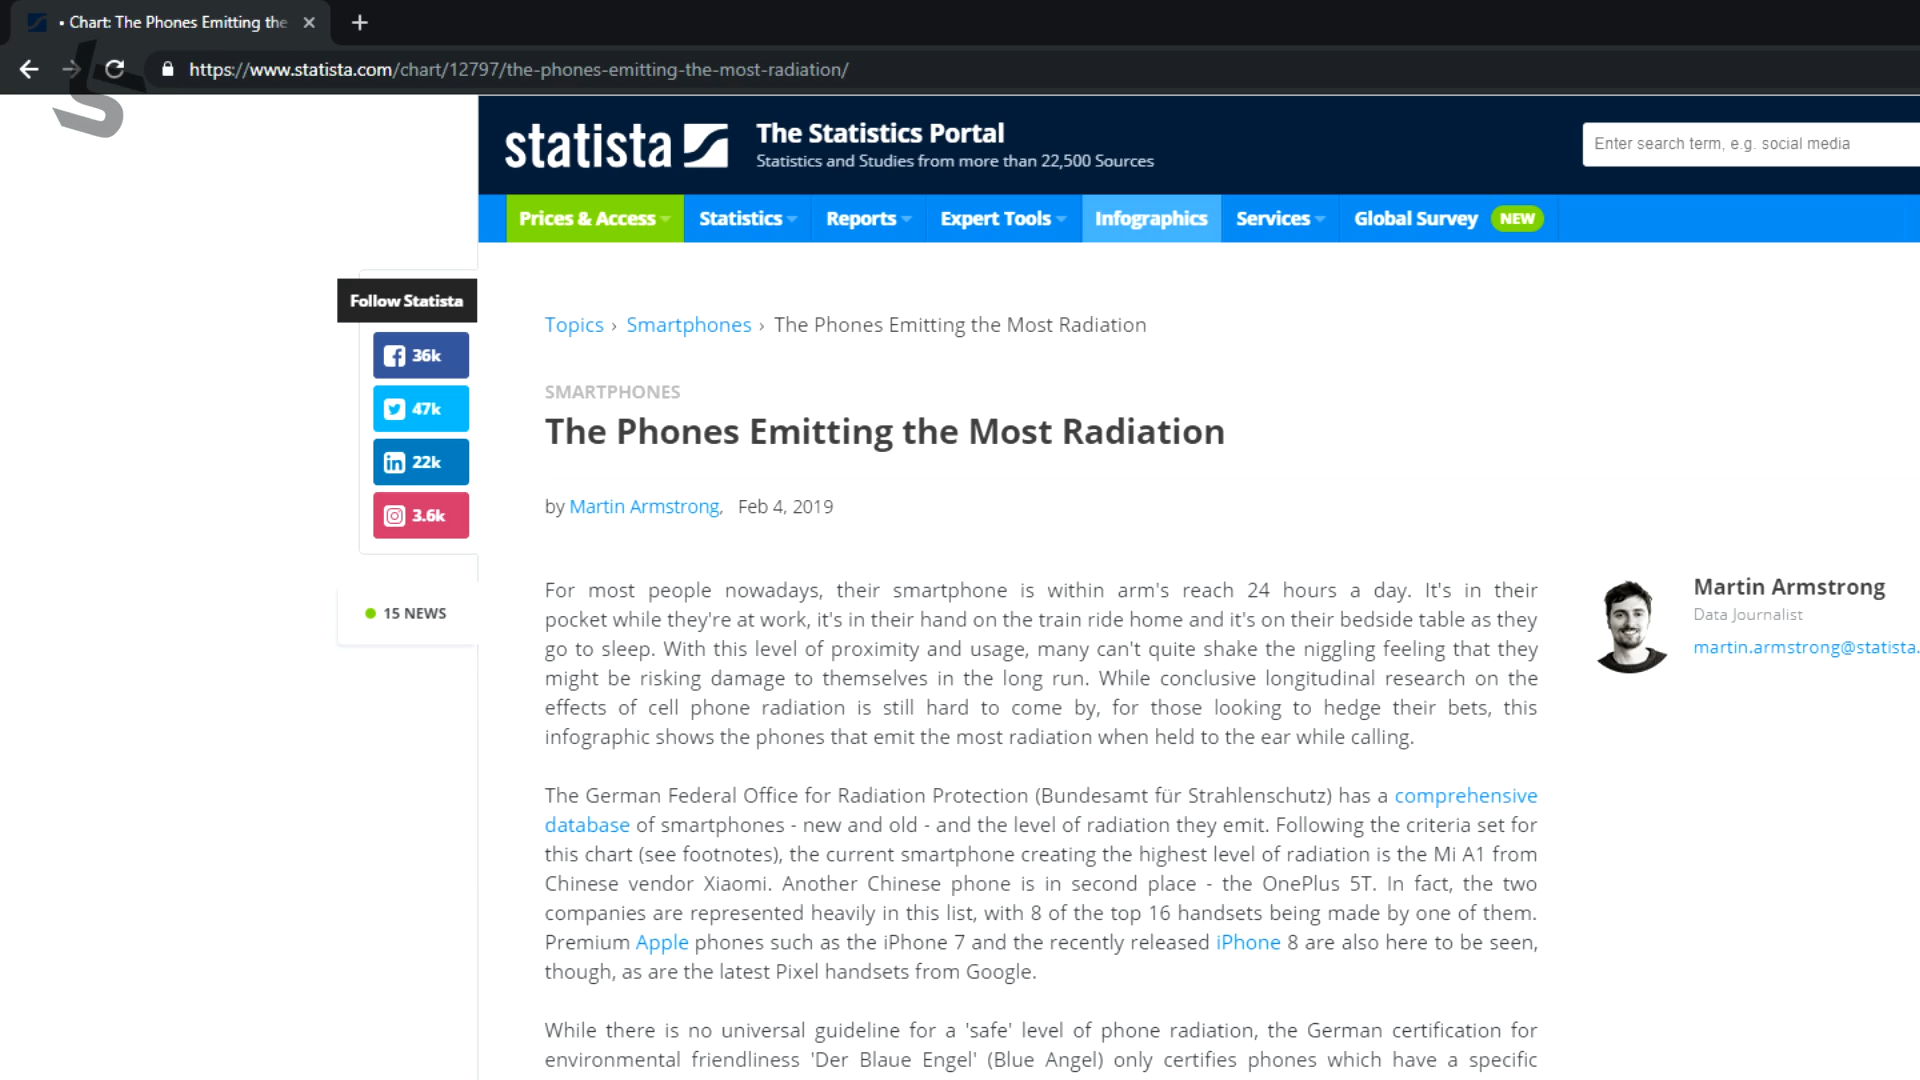 • Chart: The Phones Emitting the
https://www.statista.com/chart/12797/the-phones-emitting-the-most-radiation/
statista
The Statistics Portal
Statistics and Studies from more than 22,500 Sources
Enter search term, e.g. social media
Prices & Access Statistics Reports Expert Tools Infographics Services Global Survey NEW
Follow Statista
36k
47k
22k
3.6k
15 NEWS
Topics › Smartphones › The Phones Emitting the Most Radiation
SMARTPHONES
The Phones Emitting the Most Radiation
by Martin Armstrong, Feb 4, 2019
For most people nowadays, their smartphone is within arm's reach 24 hours a day. It's in their
pocket while they're at work, it's in their hand on the train ride home and it's on their bedside table as they
go to sleep. With this level of proximity and usage, many can't quite shake the niggling feeling that they
might be risking damage to themselves in the long run. While conclusive longitudinal research on the
effects of cell phone radiation is still hard to come by, for those looking to hedge their bets, this
infographic shows the phones that emit the most radiation when held to the ear while calling.
The German Federal Office for Radiation Protection (Bundesamt für Strahlenschutz) has a comprehensive
database of smartphones - new and old - and the level of radiation they emit. Following the criteria set for
this chart (see footnotes), the current smartphone creating the highest level of radiation is the Mi A1 from
Chinese vendor Xiaomi. Another Chinese phone is in second place - the OnePlus 5T. In fact, the two
companies are represented heavily in this list, with 8 of the top 16 handsets being made by one of them.
Premium Apple phones such as the iPhone 7 and the recently released iPhone 8 are also here to be seen,
though, as are the latest Pixel handsets from Google.
While there is no universal guideline for a 'safe' level of phone radiation, the German certification for
environmental friendliness 'Der Blaue Engel' (Blue Angel) only certifies phones which have a specific
Martin Armstrong
Data Journalist
martin.armstrong@statista.